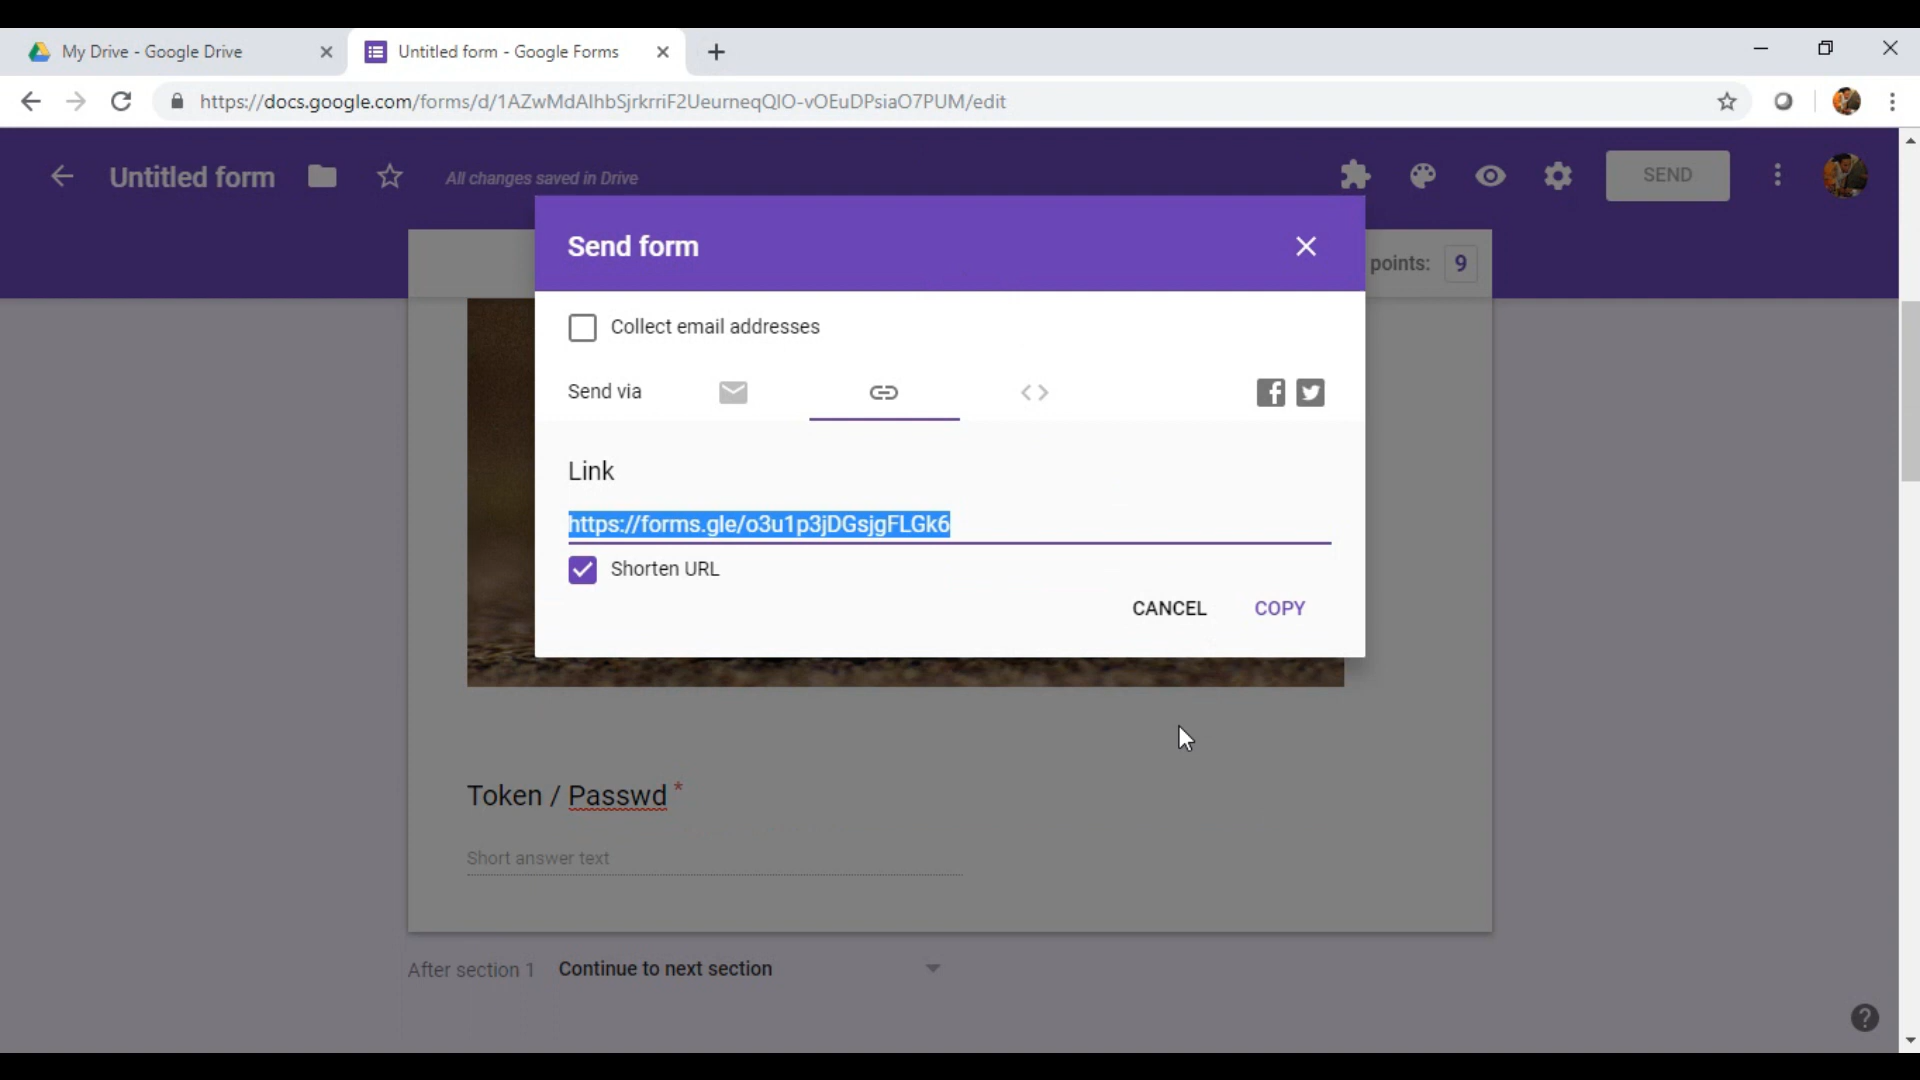 My Drive - Google Drive
Untitled form - Google Forms
https://docs.google.com/forms/d/1AZwMdAlhbSjrkrriF2UeurneqQlO-vOEuDPsiaO7PUM/edit
Untitled form
All changes saved in Drive
SEND
Send form
points: 9
Collect email addresses
Send via
Link
https://forms.gle/o3u1p3jDGsjgFLGk6
Shorten URL
CANCEL COPY
Token / Passwd *
Short answer text
After section 1 Continue to next section